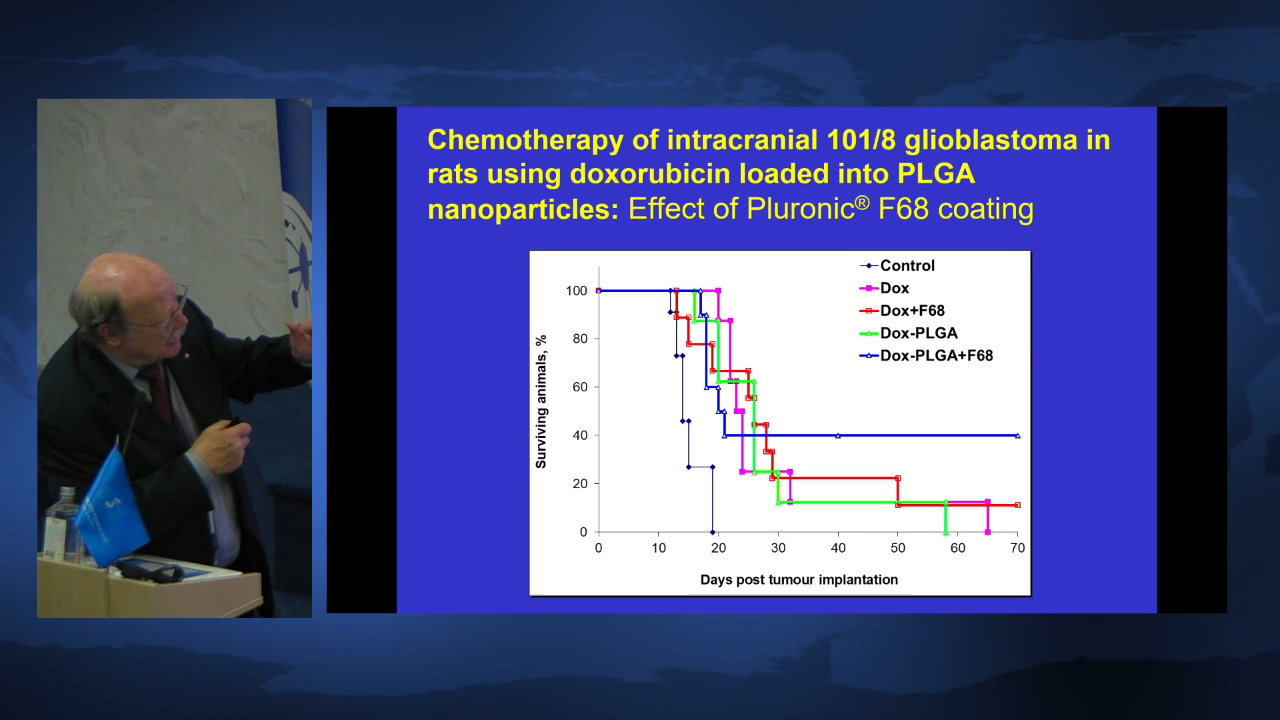 Chemotherapy of intracranial 101/8 glioblastoma in
rats using doxorubicin loaded into PLGA
nanoparticles: Effect of Pluronic® F68 coating
Control
Dox
Dox+F68
Dox-PLGA
Dox-PLGA+F68
Surviving animals, %
100
80
60
40
20
0
0 10 20 30 40 50 60 70
Days post tumour implantation